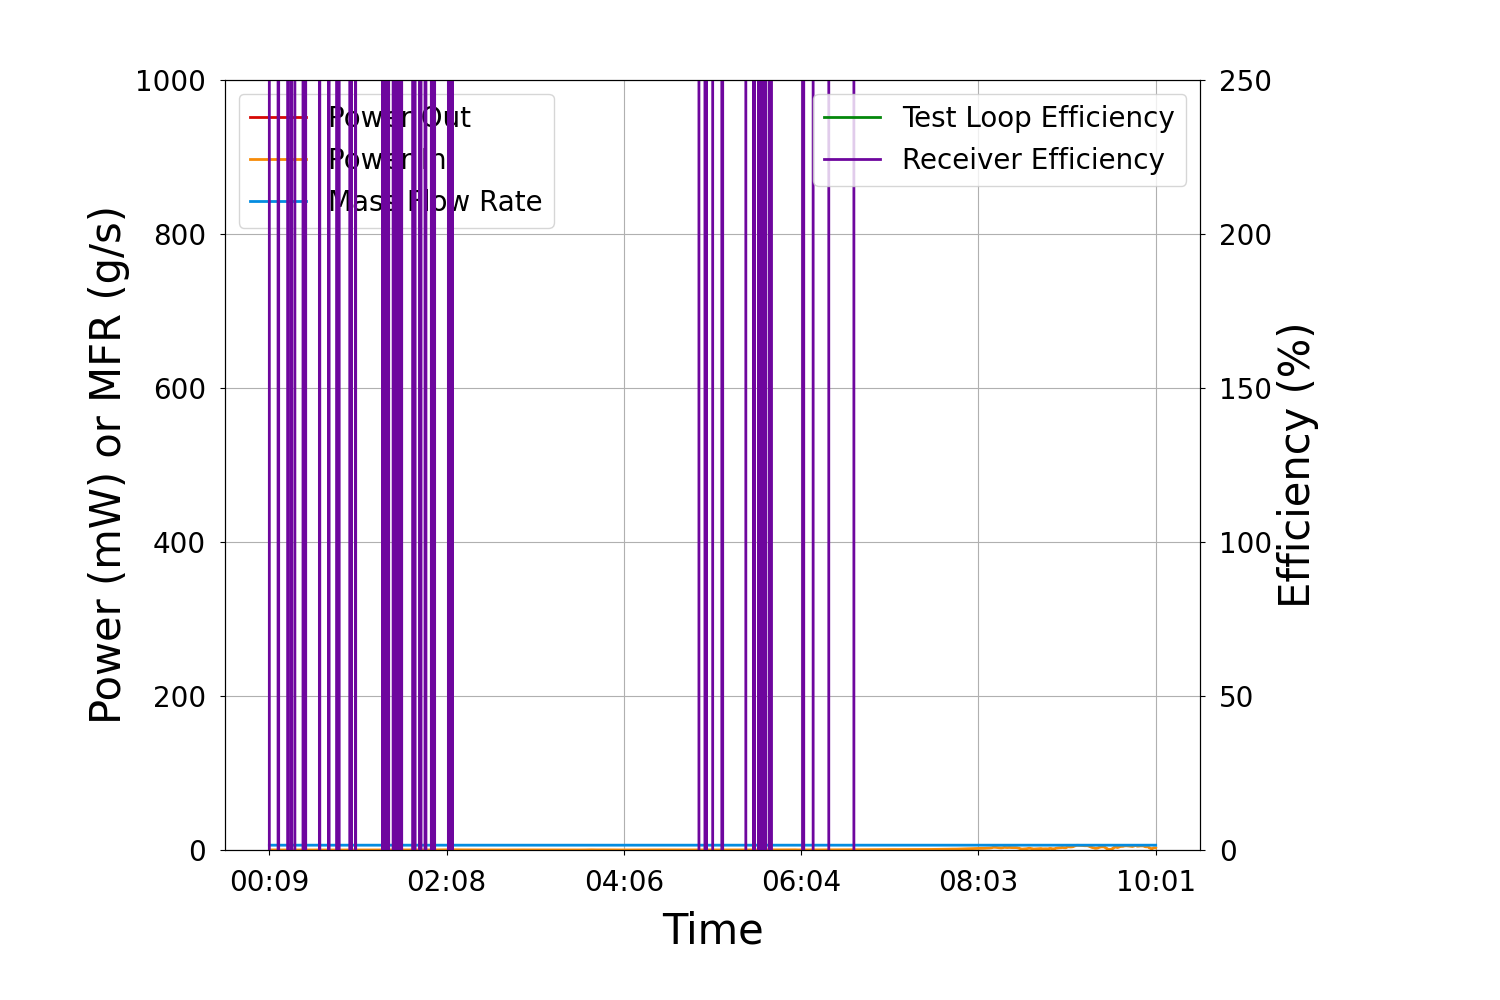 1000
800
600
400
200
0
Power (mW) or MFR (g/s)
Power Out
Power In
Mass Flow Rate
Test Loop Efficiency
Receiver Efficiency
250
200
150
100
50
0
Efficiency (%)
00:09 02:08 04:06 06:04 08:03 10:01
Time